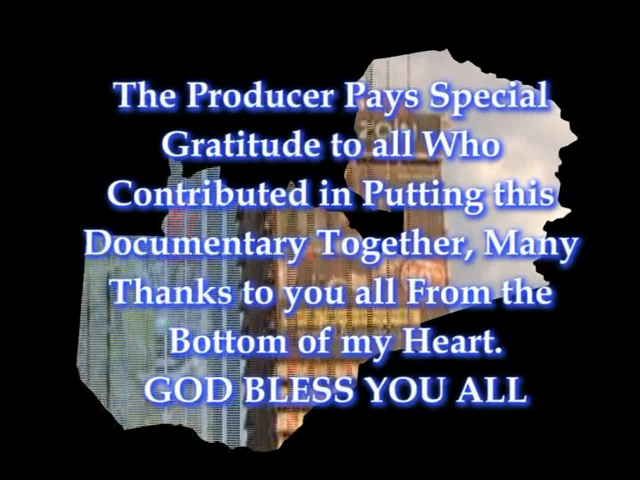 The Producer Pays Special
Gratitude to all Who
Contributed in Putting this
Documentary Together, Many
Thanks to you all From the
Bottom of my Heart.
GOD BLESS YOU ALL